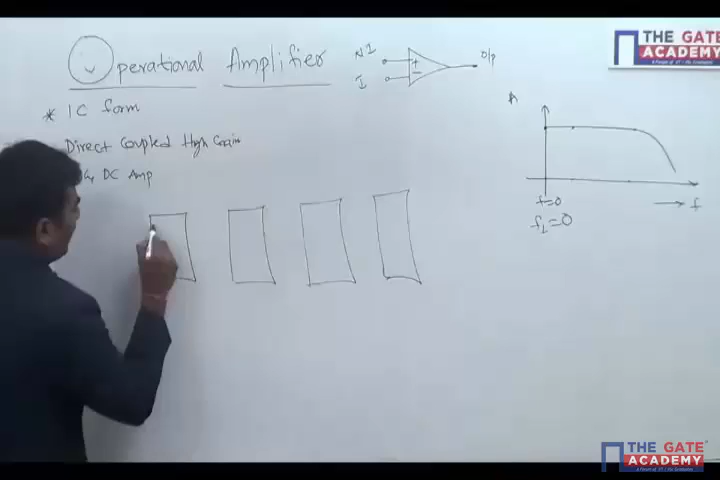 Operational Amplifier
* IC form
Direct Coupled High Gain
DC Amp
NI
I
+
-
O/P
A
f=0
f
fL=0
THE GATE
ACADEMY
THE GATE
ACADEMY